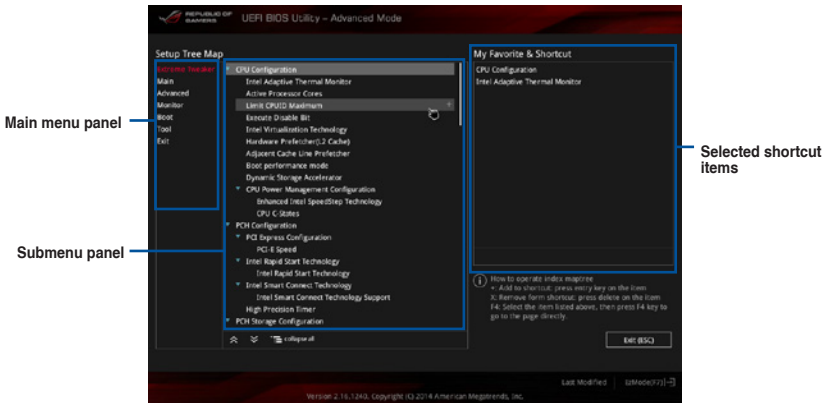 REPUBLIC OF
GAMERS
UEFI BIOS Utility – Advanced Mode
Setup Tree Map
My Favorite & Shortcut
Extreme Tweaker
Main
Advanced
Monitor
Boot
Tool
Exit
CPU Configuration
Intel Adaptive Thermal Monitor
Active Processor Cores
Limit CPUID Maximum
Execute Disable Bit
Intel Virtualization Technology
Hardware Prefetcher(L2 Cache)
Adjacent Cache Line Prefetcher
Boot performance mode
Dynamic Storage Accelerator
CPU Power Management Configuration
Enhanced Intel SpeedStep Technology
CPU C-States
PCH Configuration
PCI Express Configuration
PCI-E Speed
Intel Rapid Start Technology
Intel Rapid Start Technology
Intel Smart Connect Technology
Intel Smart Connect Technology Support
High Precision Timer
PCH Storage Configuration
collapse all
CPU Configuration
Intel Adaptive Thermal Monitor
How to operate index maptree
+: Add to shortcut: press entry key on the item
X: Remove form shortcut: press delete on the item
F4: Select the item listed above, then press F4 key to
go to the page directly.
Exit (ESC)
Last Modified
EzMode(F7)
Version 2.16.1240. Copyright (C) 2014 American Megatrends, Inc.
Main menu panel
Submenu panel
Selected shortcut
items